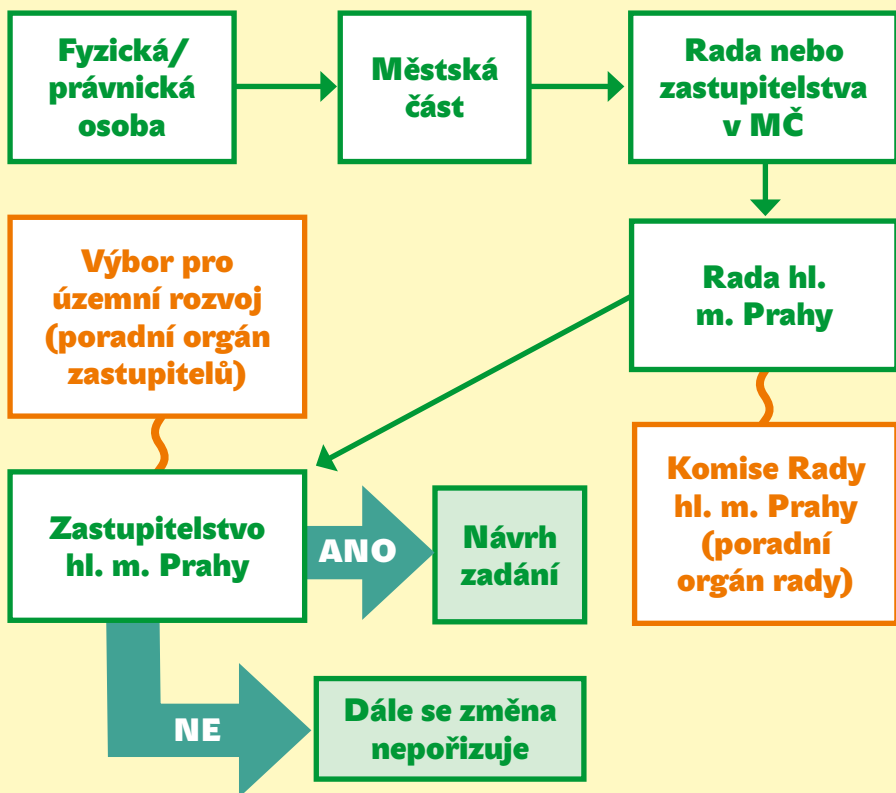 Fyzická/
právnická
osoba
Městská
část
Rada nebo
zastupitelstva
v MČ
Výbor pro
územní rozvoj
(poradní orgán
zastupitelů)
Rada hl.
m. Prahy
Komise Rady
hl. m. Prahy
(poradní
orgán rady)
Zastupitelstvo
hl. m. Prahy
ANO
Návrh
zadání
NE
Dále se změna
nepořizuje